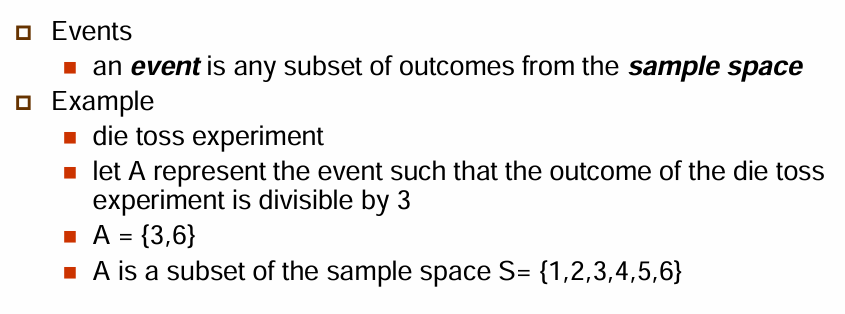 Events
an event is any subset of outcomes from the sample space
Example
die toss experiment
let A represent the event such that the outcome of the die toss
experiment is divisible by 3
A = {3,6}
A is a subset of the sample space S= {1,2,3,4,5,6}